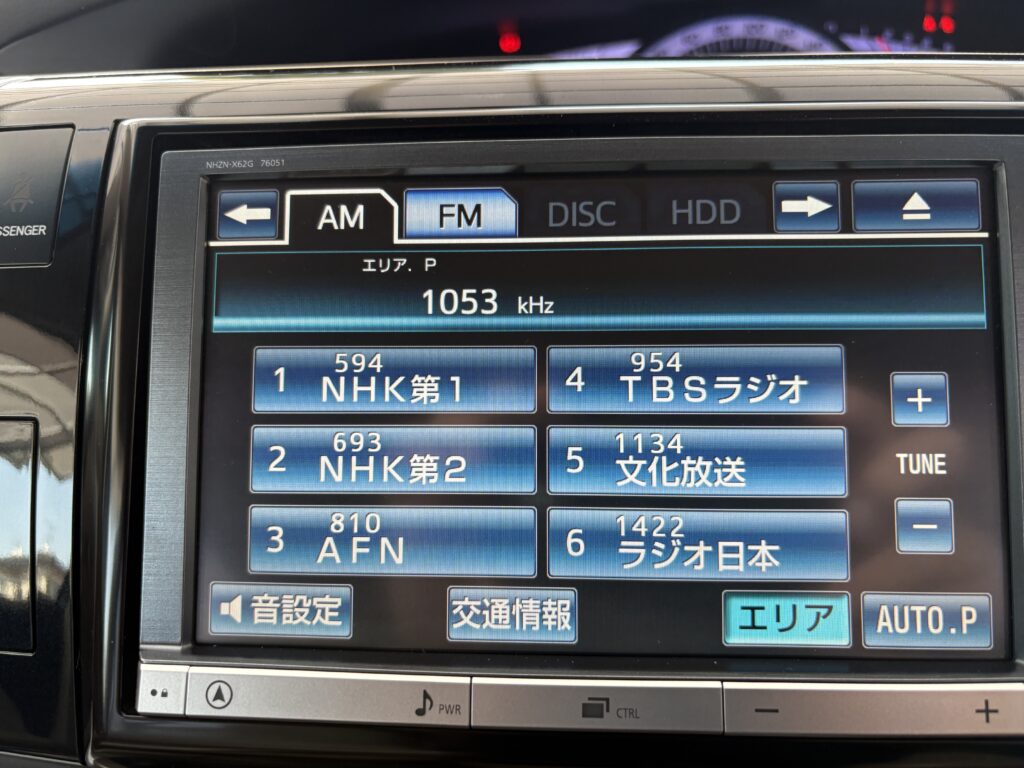 NHZN-X62G 76051
SSENGER
AM FM DISC HDD
エリア. P
1053 kHz
1 594 NHK第1
4 954 TBSラジオ
2 693 NHK第2
TUNE
5 1134 文化放送
3 810 AFN
6 1422 ラジオ日本
音設定 交通情報 エリア AUTO.P
PWR CTRL